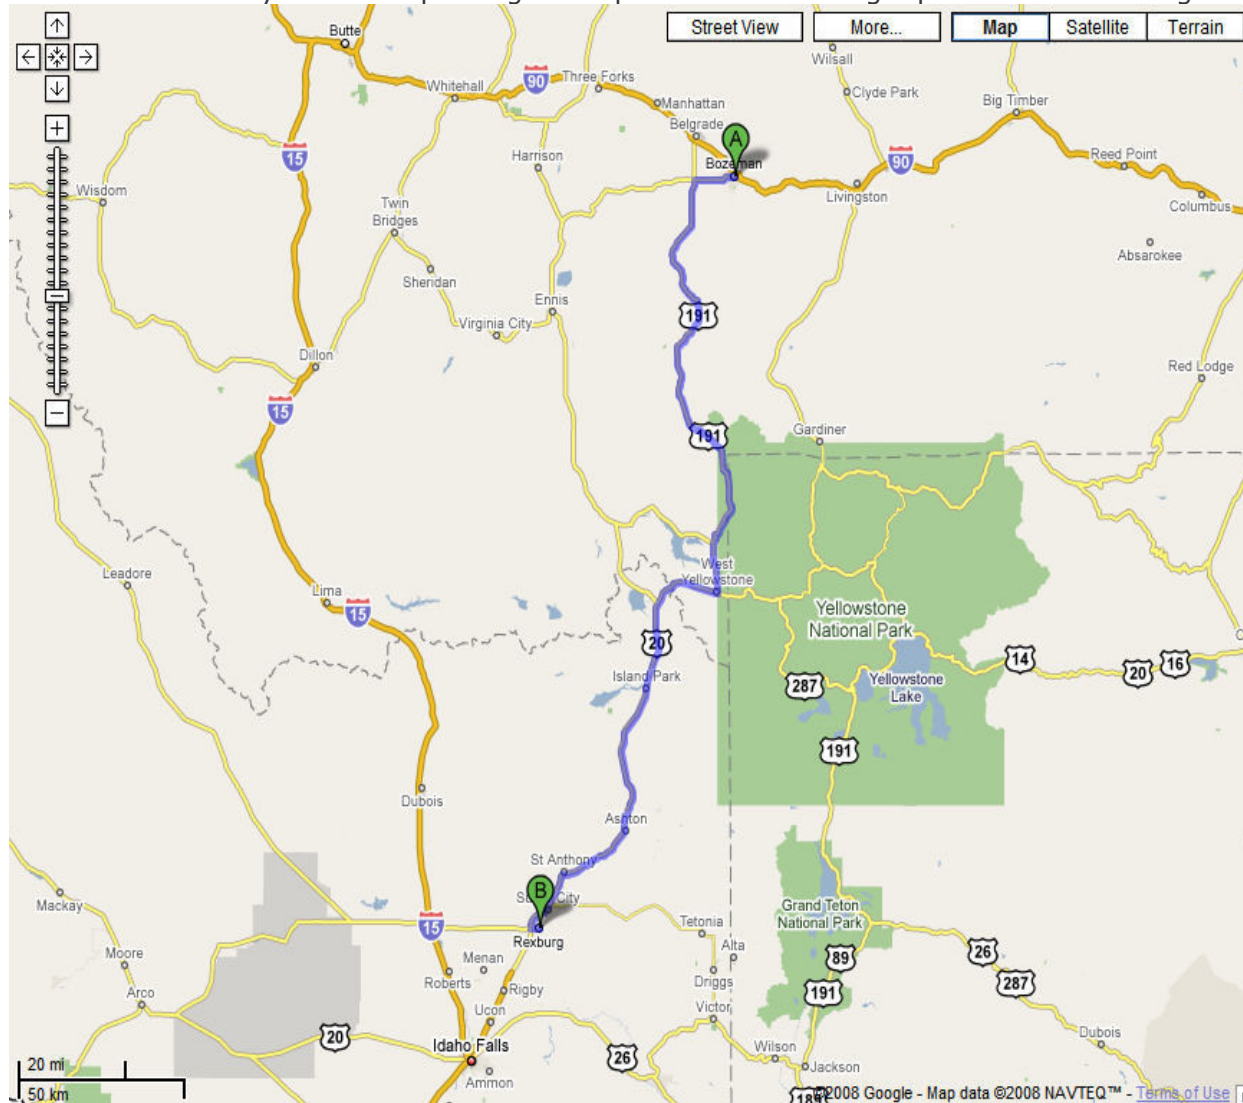 Street View
More...
Map
Satellite
Terrain
Butte
Wilsall
90
Three Forks
Whitehall
Clyde Park
Big Timber
Manhattan
Belgrade
A
15
Harrison
Bozeman
90
Reed Point
Wisdom
Livingston
Columbus
Twin
Bridges
Absarokee
Sheridan
Ennis
191
Virginia City
Dillon
Red Lodge
15
Gardiner
191
West
Yellowstone
Leadore
Lima
15
Yellowstone
National Park
20
14
16
20
Island Park
287
Yellowstone
Lake
191
Dubois
Ashton
St Anthony
B
Mackay
Grand Teton
National Park
15
Tetonia
Rexburg
Alta
Moore
Menan
89
26
Roberts
Driggs
287
Arco
Rigby
191
Ucon
Victor
20
Idaho Falls
26
Wilson
Dubois
20 mi
Ammon
Jackson
50 km
©2008 Google - Map data ©2008 NAVTEQ™ - Terms of Use